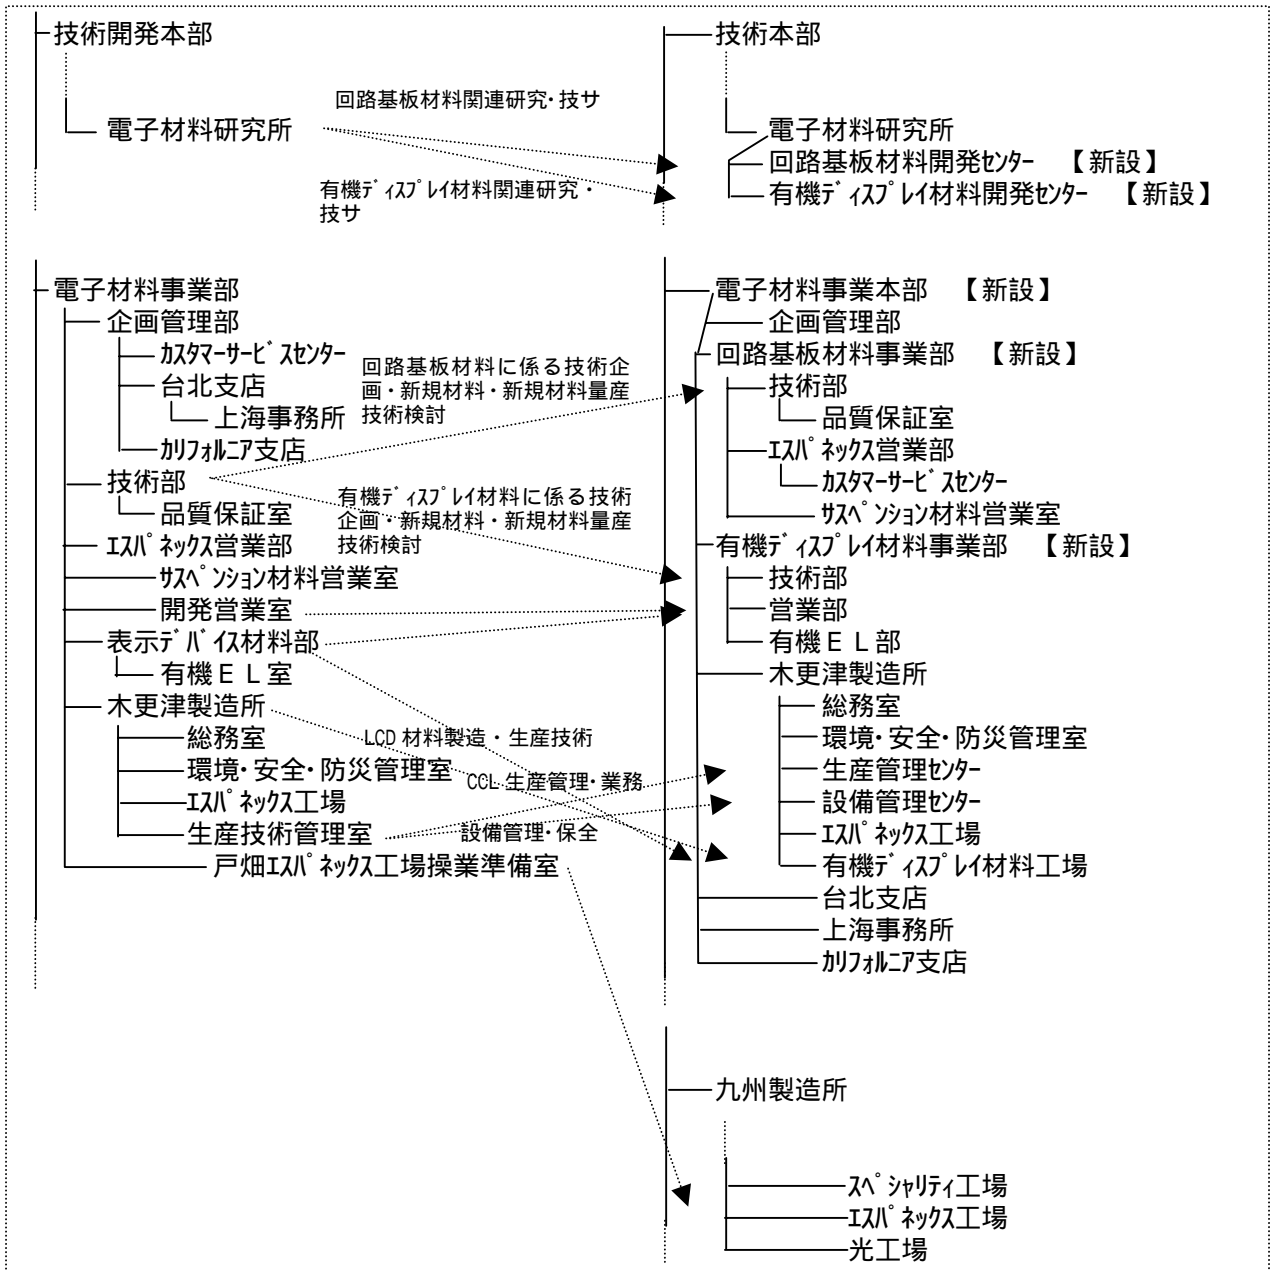 技術開発本部
電子材料研究所
回路基板材料関連研究・技サ
有機ﾃﾞｨｽﾌﾟﾚｲ材料関連研究・
技サ
技術本部
電子材料研究所
回路基板材料開発ｾﾝﾀｰ 【新設】
有機ﾃﾞｨｽﾌﾟﾚｲ材料開発ｾﾝﾀｰ 【新設】
電子材料事業部
企画管理部
ｶｽﾀﾏｰｻｰﾋﾞｽｾﾝﾀｰ
台北支店
上海事務所
ｶﾘﾌｫﾙﾆｱ支店
技術部
品質保証室
ｴｽﾊﾟﾈｯｸｽ営業部
ｻｽﾍﾟﾝｼｮﾝ材料営業室
開発営業室
表示ﾃﾞﾊﾞｲｽ材料部
有機ＥＬ室
木更津製造所
総務室
環境・安全・防災管理室
ｴｽﾊﾟﾈｯｸｽ工場
生産技術管理室
戸畑ｴｽﾊﾟﾈｯｸｽ工場操業準備室
回路基板材料に係る技術企
画・新規材料・新規材料量産
技術検討
有機ﾃﾞｨｽﾌﾟﾚｲ材料に係る技術
企画・新規材料・新規材料量産
技術検討
LCD 材料製造・生産技術
CCL 生産管理・業務
設備管理・保全
電子材料事業本部 【新設】
企画管理部
回路基板材料事業部 【新設】
技術部
品質保証室
ｴｽﾊﾟﾈｯｸｽ営業部
ｶｽﾀﾏｰｻｰﾋﾞｽｾﾝﾀｰ
ｻｽﾍﾟﾝｼｮﾝ材料営業室
有機ﾃﾞｨｽﾌﾟﾚｲ材料事業部 【新設】
技術部
営業部
有機ＥＬ部
木更津製造所
総務室
環境・安全・防災管理室
生産管理ｾﾝﾀｰ
設備管理ｾﾝﾀｰ
ｴｽﾊﾟﾈｯｸｽ工場
有機ﾃﾞｨｽﾌﾟﾚｲ材料工場
台北支店
上海事務所
ｶﾘﾌｫﾙﾆｱ支店
九州製造所
ｽﾍﾟｼｬﾘﾃｨ工場
ｴｽﾊﾟﾈｯｸｽ工場
光工場